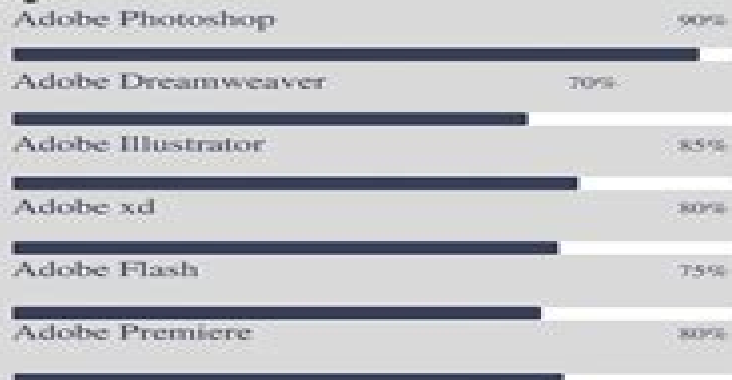 Adobe Photoshop 90%
Adobe Dreamweaver 70%
Adobe Illustrator 85%
Adobe xd 80%
Adobe Flash 75%
Adobe Premiere 80%